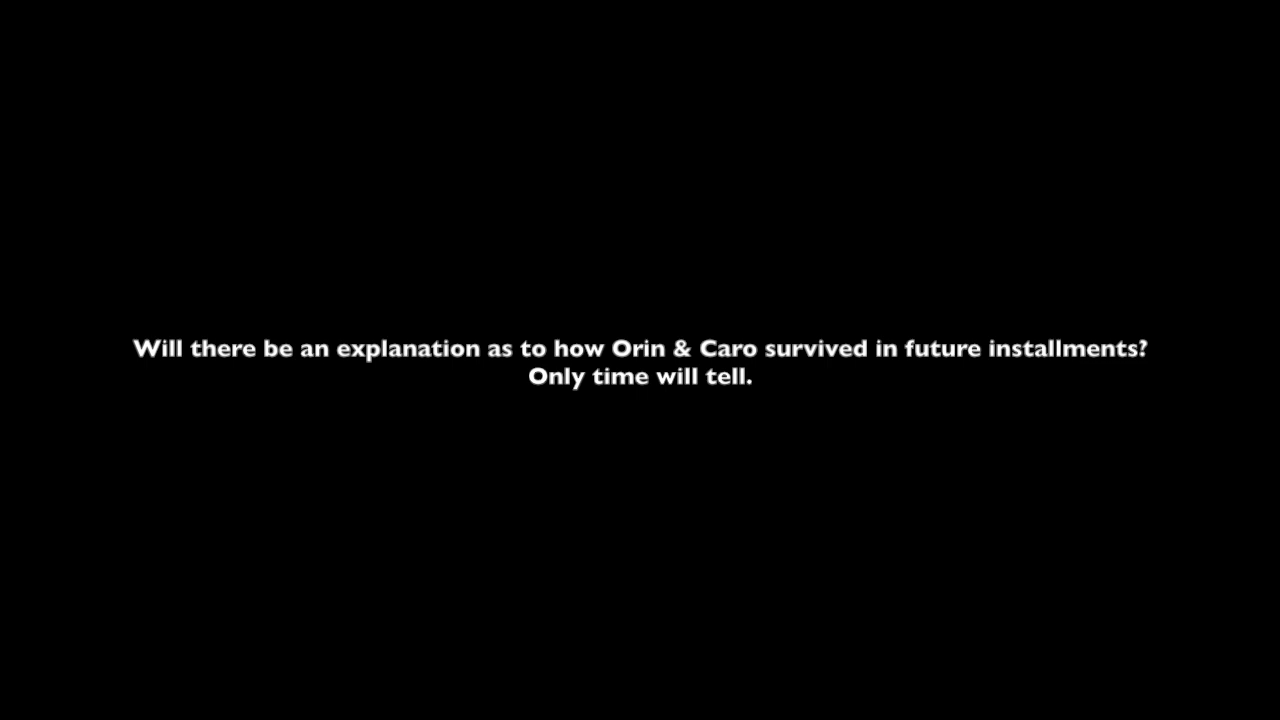 Will there be an explanation as to how Orin & Caro survived in future installments?
Only time will tell.